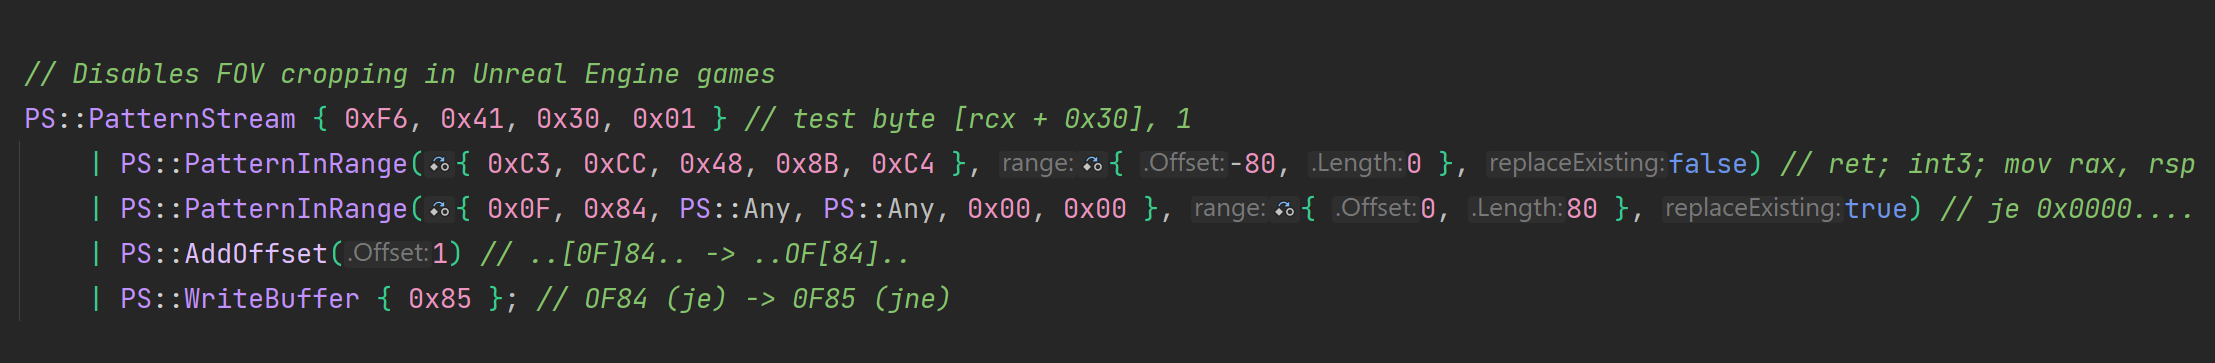 // Disables FOV cropping in Unreal Engine games
PS::PatternStream { 0xF6, 0x41, 0x30, 0x01 } // test byte [rcx + 0x30], 1
| PS::PatternInRange({ 0xC3, 0xCC, 0x48, 0x8B, 0xC4 }, range:{ .Offset:-80, .Length:0 }, replaceExisting:false) // ret; int3; mov rax, rsp
| PS::PatternInRange({ 0x0F, 0x84, PS::Any, PS::Any, 0x00, 0x00 }, range:{ .Offset:0, .Length:80 }, replaceExisting:true) // je 0x0000....
| PS::AddOffset(.Offset:1) // ..[0F]84.. -> ..OF[84]..
| PS::WriteBuffer { 0x85 }; // OF84 (je) -> 0F85 (jne)